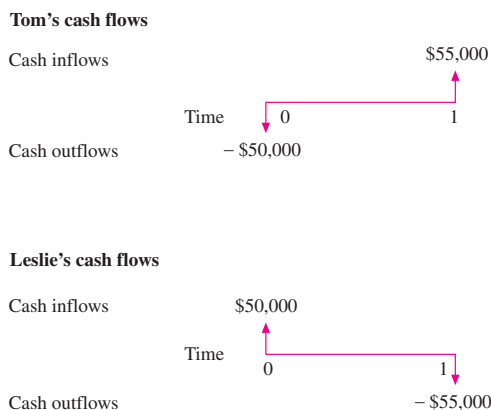 Tom's cash flows
Cash inflows $55,000
Time 0 1
Cash outflows – $50,000
Leslie's cash flows
Cash inflows $50,000
Time
0 1
Cash outflows – $55,000